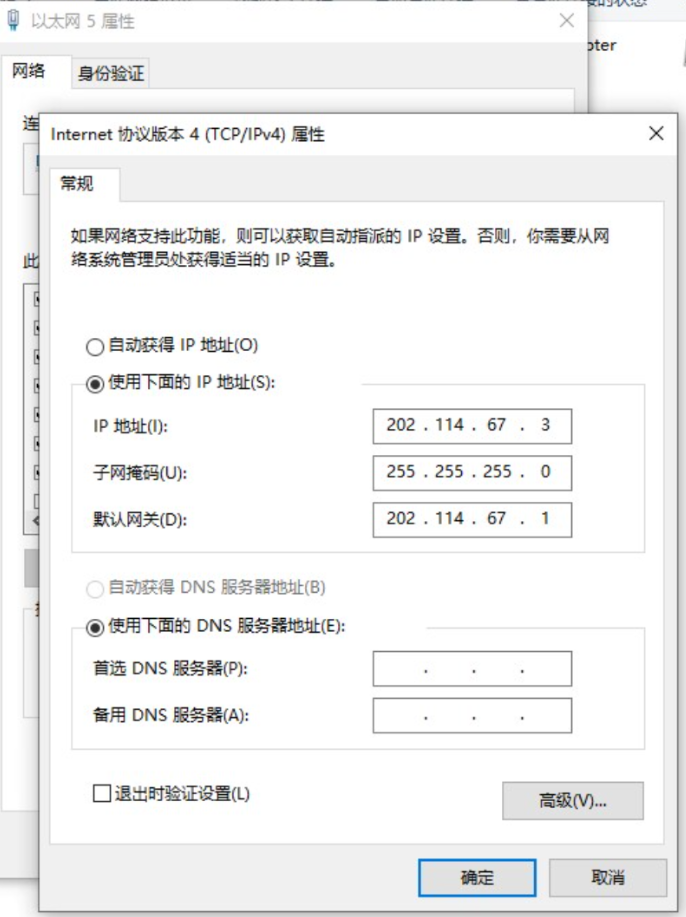 以太网 5 属性
pter
网络
身份验证
连
Internet 协议版本 4 (TCP/IPv4) 属性
常规
如果网络支持此功能，则可以获取自动指派的 IP 设置。否则，你需要从网
络系统管理员处获得适当的 IP 设置。
此
自动获得 IP 地址(O)
使用下面的 IP 地址(S):
IP 地址(I):
202 . 114 . 67 . 3
子网掩码(U):
255 . 255 . 255 . 0
默认网关(D):
202 . 114 . 67 . 1
自动获得 DNS 服务器地址(B)
使用下面的 DNS 服务器地址(E):
首选 DNS 服务器(P):
. . .
备用 DNS 服务器(A):
. . .
退出时验证设置(L)
高级(V)...
确定
取消